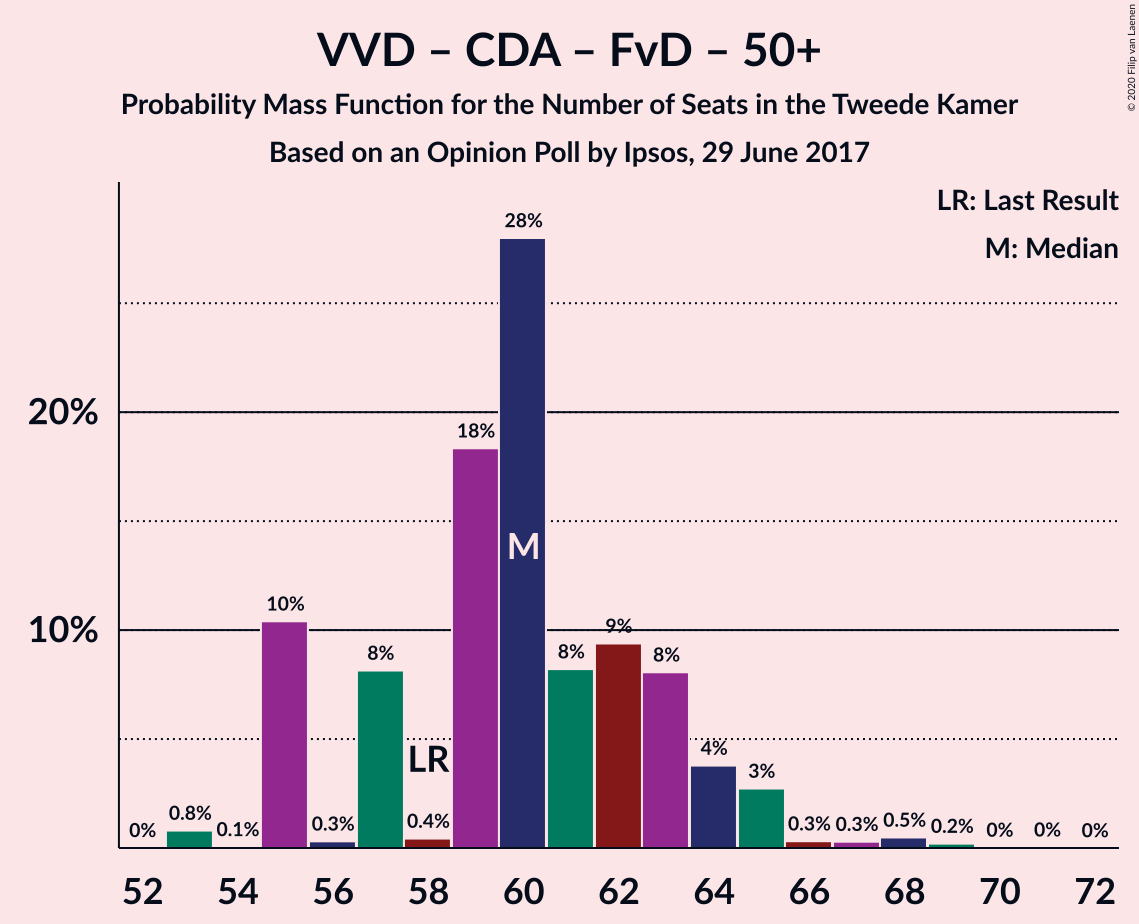 VVD – CDA – FvD – 50+
Probability Mass Function for the Number of Seats in the Tweede Kamer
Based on an Opinion Poll by Ipsos, 29 June 2017
© 2020 Filip van Laenen
LR: Last Result
M: Median
28%
20%
18%
M
10%
10%
9%
8%
8%
8%
LR
4%
3%
0%
0.8%
0.1%
0.3%
0.4%
0.3%
0.3%
0.5%
0.2%
0%
0%
0%
52 54 56 58 60 62 64 66 68 70 72